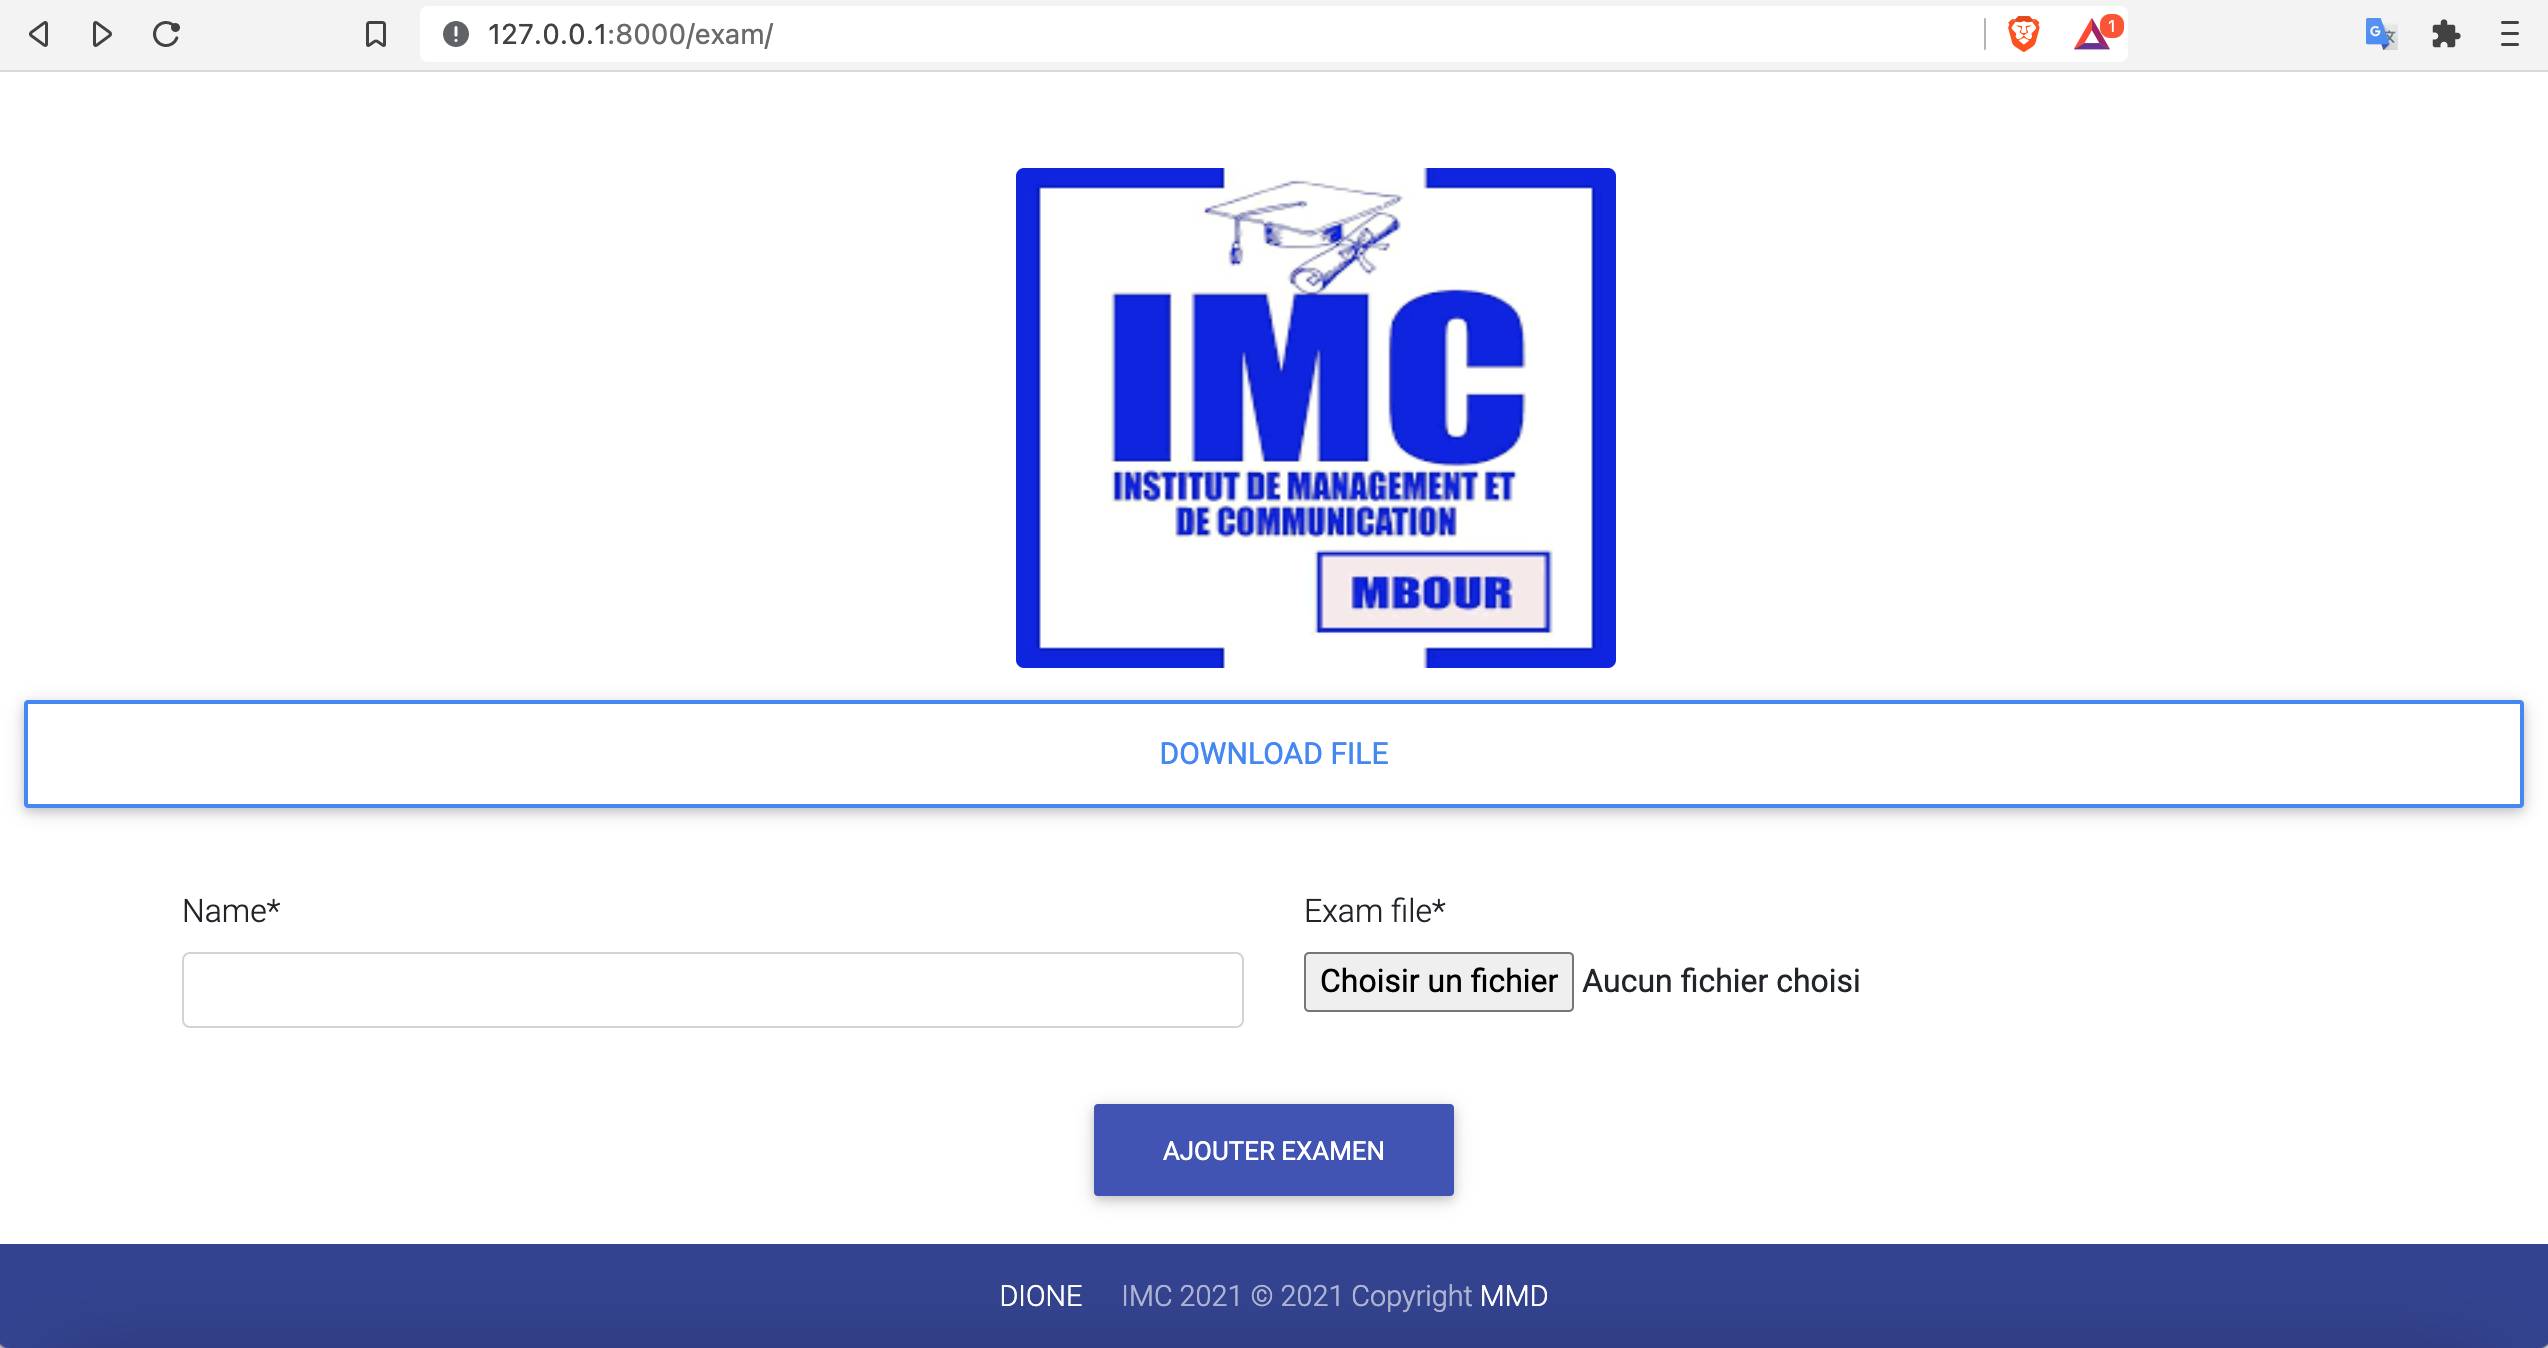 127.0.0.1:8000/exam/
1
IMC
INSTITUT DE MANAGEMENT ET
DE COMMUNICATION
MBOUR
DOWNLOAD FILE
Name*
Exam file*
Choisir un fichier Aucun fichier choisi
AJOUTER EXAMEN
DIONE IMC 2021 © 2021 Copyright MMD